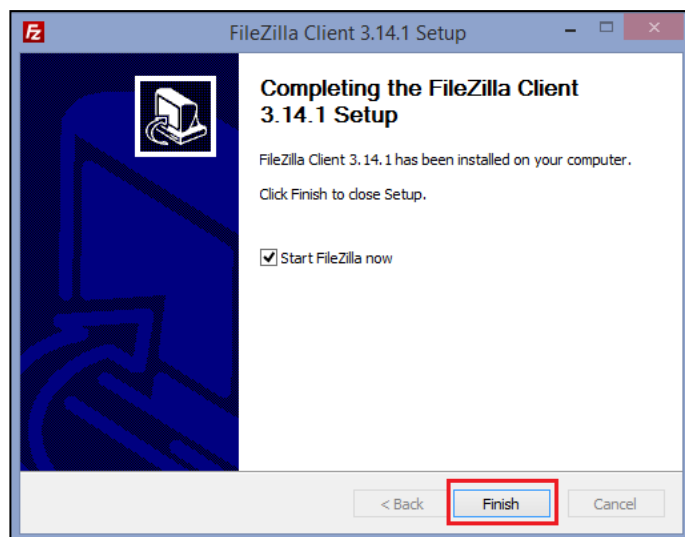 FileZilla Client 3.14.1 Setup
Completing the FileZilla Client
3.14.1 Setup
FileZilla Client 3.14.1 has been installed on your computer.
Click Finish to close Setup.
Start FileZilla now
< Back Finish Cancel